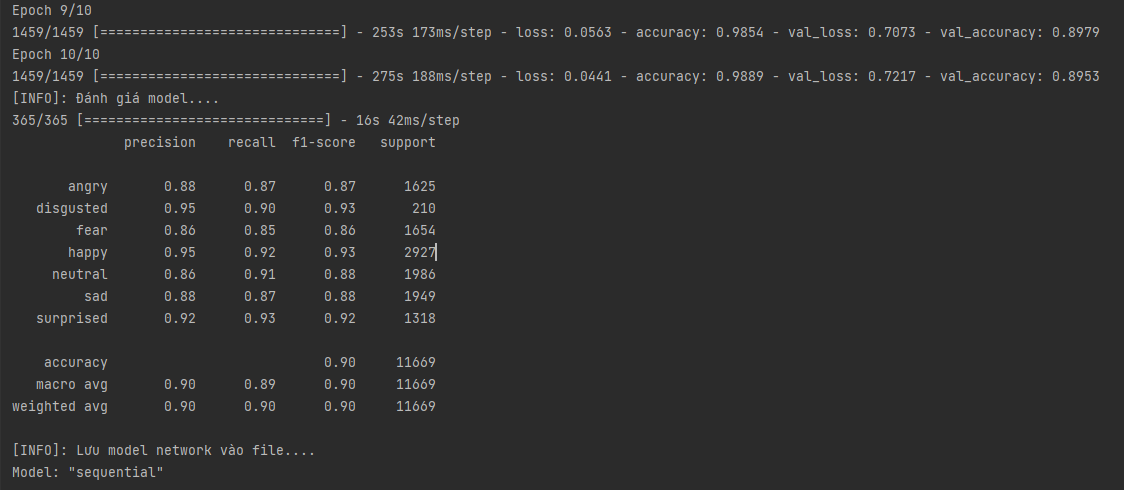 Epoch 9/10
1459/1459 [==============================] - 253s 173ms/step - loss: 0.0563 - accuracy: 0.9854 - val_loss: 0.7073 - val_accuracy: 0.8979
Epoch 10/10
1459/1459 [==============================] - 275s 188ms/step - loss: 0.0441 - accuracy: 0.9889 - val_loss: 0.7217 - val_accuracy: 0.8953
[INFO]: Đánh giá model....
365/365 [==============================] - 16s 42ms/step
precision recall f1-score support
angry 0.88 0.87 0.87 1625
disgusted 0.95 0.90 0.93 210
fear 0.86 0.85 0.86 1654
happy 0.95 0.92 0.93 2927
neutral 0.86 0.91 0.88 1986
sad 0.88 0.87 0.88 1949
surprised 0.92 0.93 0.92 1318
accuracy 0.90 11669
macro avg 0.90 0.89 0.90 11669
weighted avg 0.90 0.90 0.90 11669
[INFO]: Lưu model network vào file....
Model: "sequential"